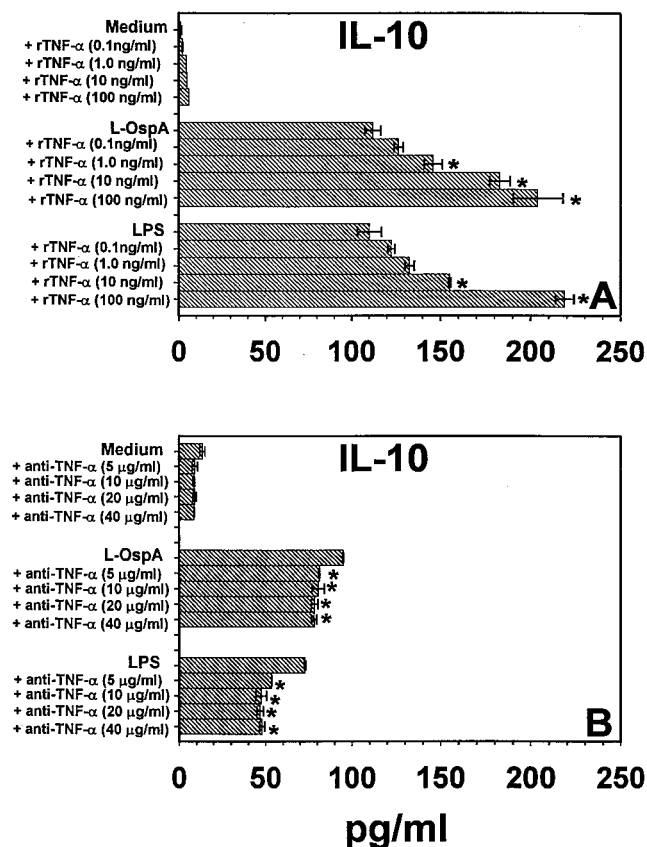 IL-10
Medium
+ rTNF-α (0.1ng/ml)
+ rTNF-α (1.0 ng/ml)
+ rTNF-α (10 ng/ml)
+ rTNF-α (100 ng/ml)
L-OspA
+ rTNF-α (0.1ng/ml)
+ rTNF-α (1.0 ng/ml) *
+ rTNF-α (10 ng/ml) *
+ rTNF-α (100 ng/ml) *
LPS
+ rTNF-α (0.1ng/ml)
+ rTNF-α (1.0 ng/ml)
+ rTNF-α (10 ng/ml) *
+ rTNF-α (100 ng/ml) *
A
0 50 100 150 200 250
IL-10
Medium
+ anti-TNF-α (5 μg/ml)
+ anti-TNF-α (10 μg/ml)
+ anti-TNF-α (20 μg/ml)
+ anti-TNF-α (40 μg/ml)
L-OspA
+ anti-TNF-α (5 μg/ml) *
+ anti-TNF-α (10 μg/ml) *
+ anti-TNF-α (20 μg/ml) *
+ anti-TNF-α (40 μg/ml) *
LPS
+ anti-TNF-α (5 μg/ml) *
+ anti-TNF-α (10 μg/ml) *
+ anti-TNF-α (20 μg/ml) *
+ anti-TNF-α (40 μg/ml) *
B
0 50 100 150 200 250
pg/ml